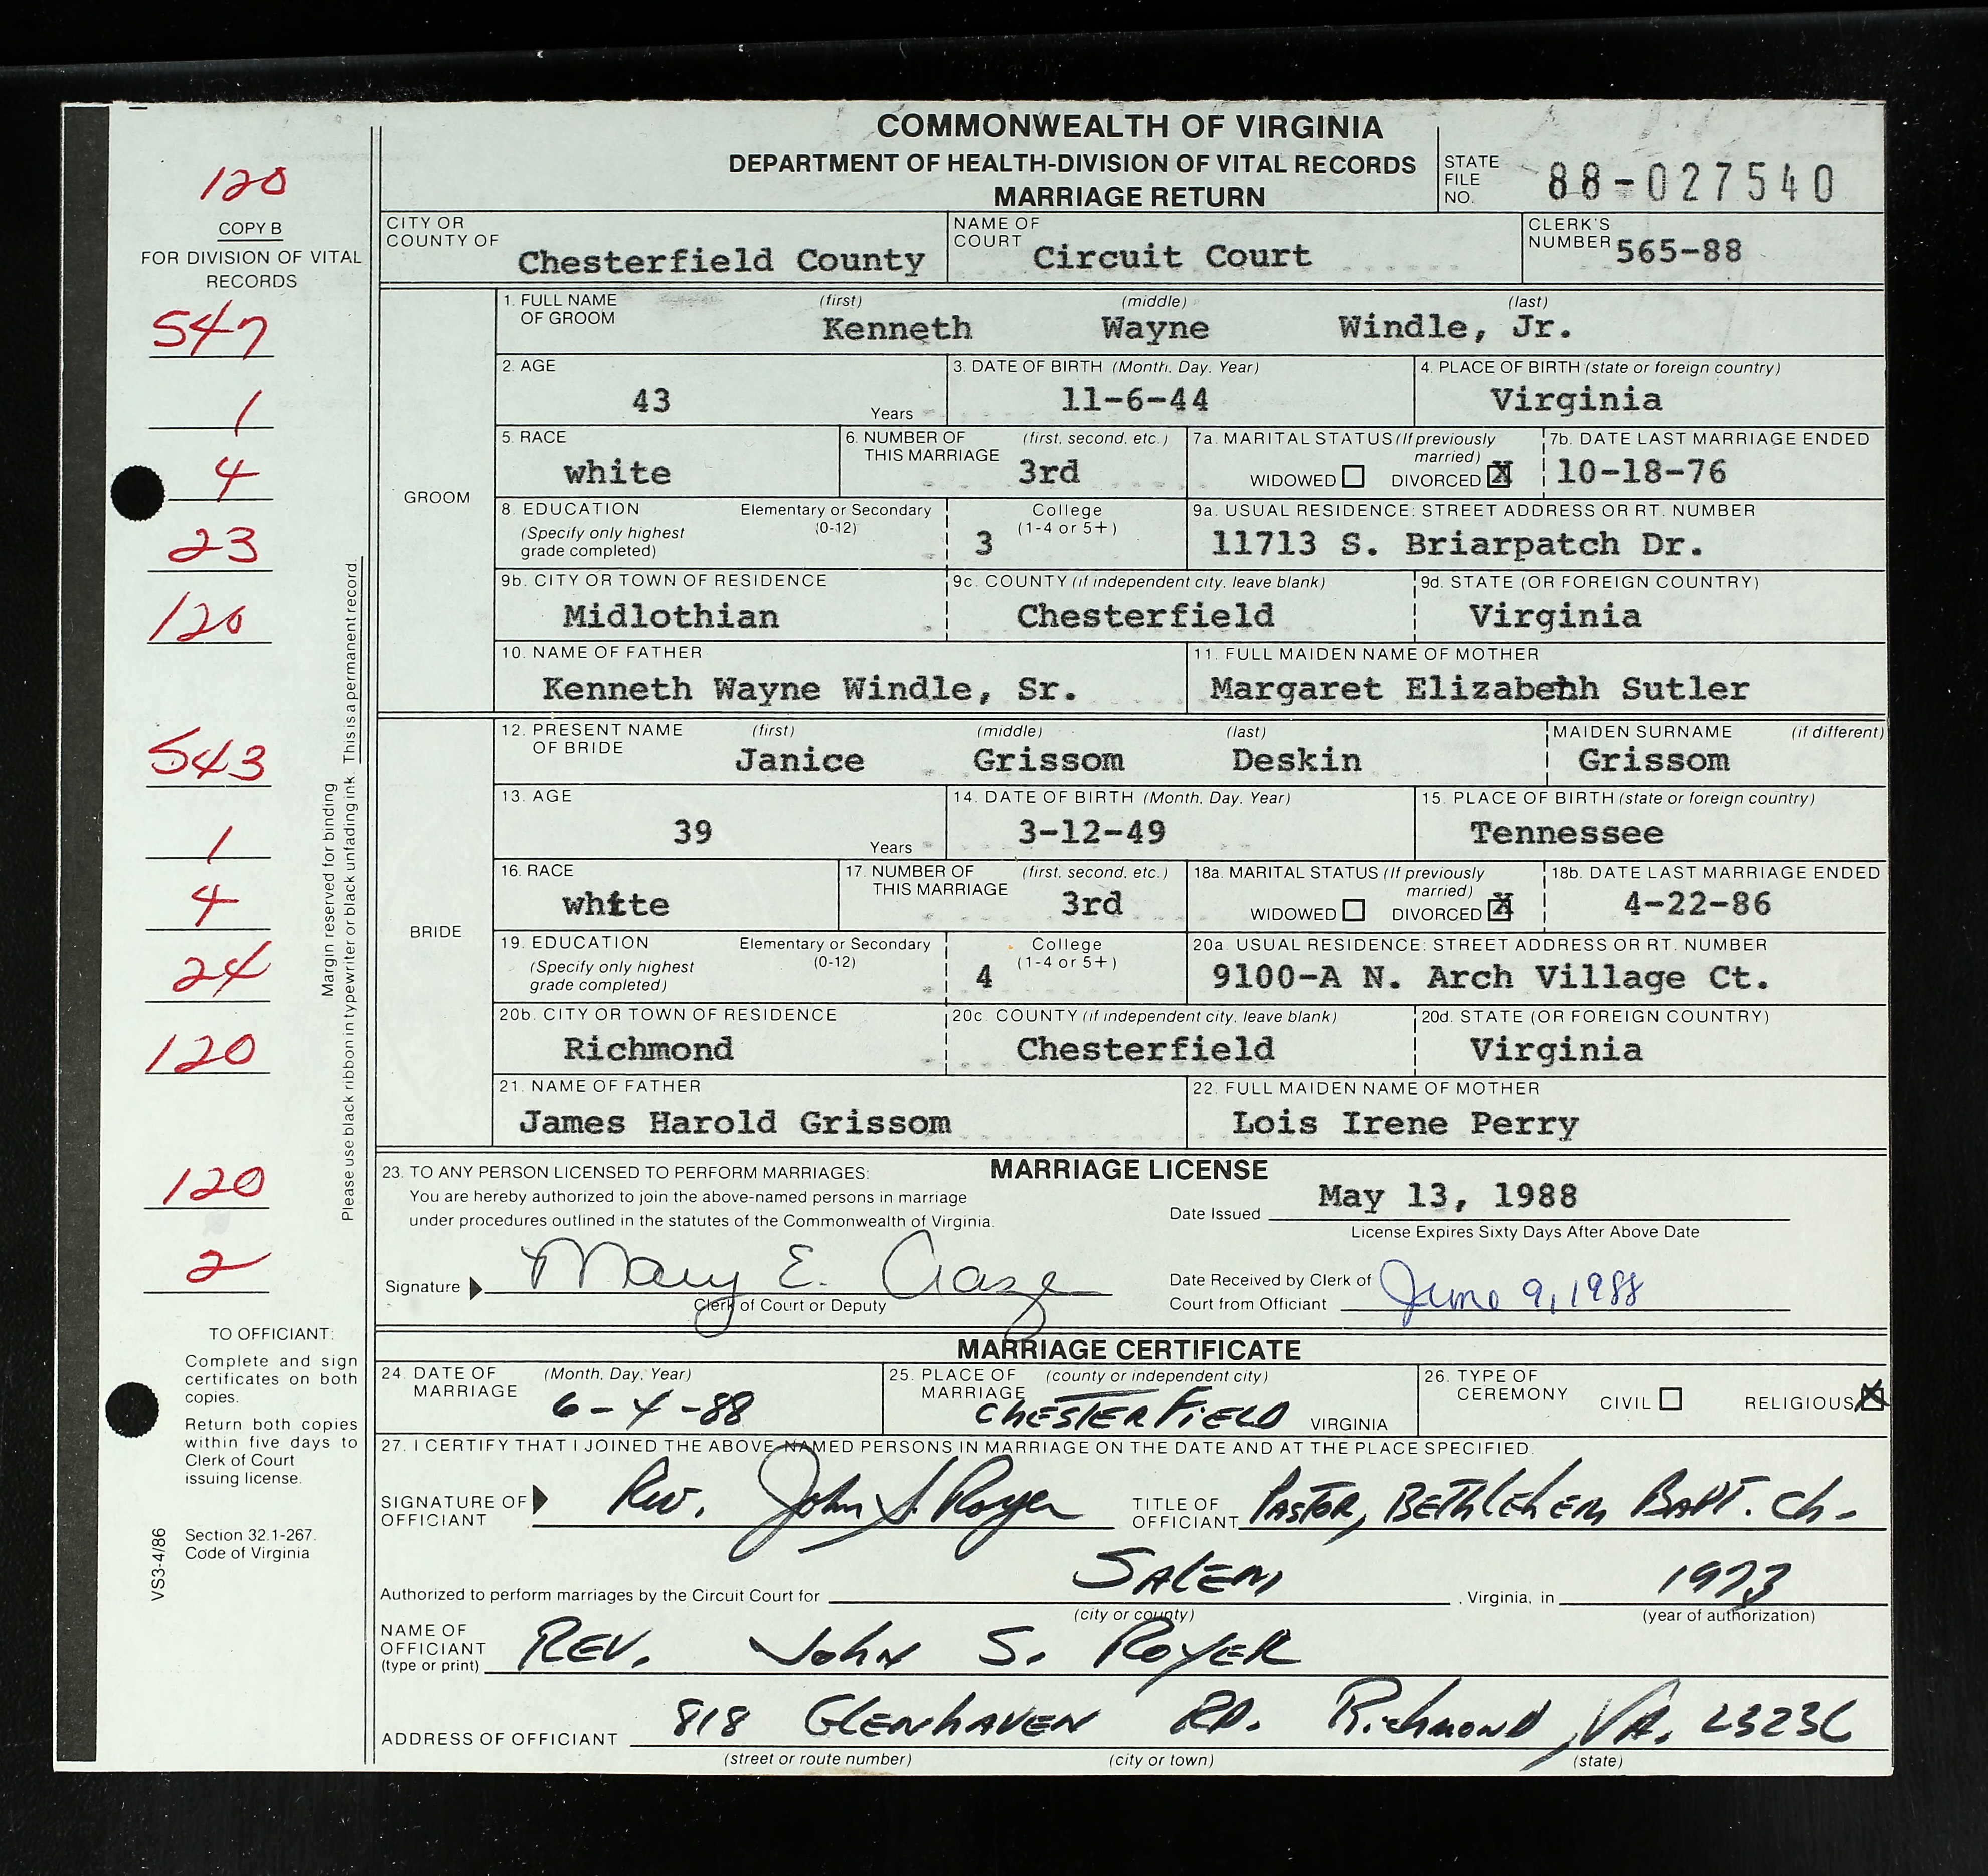 COMMONWEALTH OF VIRGINIA
DEPARTMENT OF HEALTH-DIVISION OF VITAL RECORDS
MARRIAGE RETURN
STATE FILE NO. 88-027540
120
COPY B
FOR DIVISION OF VITAL RECORDS
547
1
4
23
120
543
1
4
24
120
120
2
Margin reserved for binding
Please use black ribbon in typewriter or black unfading ink. This is a permanent record.
TO OFFICIANT:
Complete and sign
certificates on both
copies.
Return both copies
within five days to
Clerk of Court
issuing license.
Section 32.1-267.
Code of Virginia
VS3-4/86
CITY OR COUNTY OF Chesterfield County
NAME OF COURT Circuit Court
CLERK'S NUMBER 565-88
GROOM
1. FULL NAME OF GROOM (first) Kenneth (middle) Wayne (last) Windle, Jr.
2. AGE 43 Years
3. DATE OF BIRTH (Month, Day, Year) 11-6-44
4. PLACE OF BIRTH (state or foreign country) Virginia
5. RACE white
6. NUMBER OF THIS MARRIAGE (first, second, etc.) 3rd
7a. MARITAL STATUS (If previously married) WIDOWED DIVORCED X
7b. DATE LAST MARRIAGE ENDED 10-18-76
8. EDUCATION (Specify only highest grade completed) Elementary or Secondary (0-12) College (1-4 or 5+) 3
9a. USUAL RESIDENCE: STREET ADDRESS OR RT. NUMBER 11713 S. Briarpatch Dr.
9b. CITY OR TOWN OF RESIDENCE Midlothian
9c. COUNTY (if independent city, leave blank) Chesterfield
9d. STATE (OR FOREIGN COUNTRY) Virginia
10. NAME OF FATHER Kenneth Wayne Windle, Sr.
11. FULL MAIDEN NAME OF MOTHER Margaret Elizabehh Sutler
BRIDE
12. PRESENT NAME OF BRIDE (first) Janice (middle) Grissom (last) Deskin
MAIDEN SURNAME (if different) Grissom
13. AGE 39 Years
14. DATE OF BIRTH (Month, Day, Year) 3-12-49
15. PLACE OF BIRTH (state or foreign country) Tennessee
16. RACE white
17. NUMBER OF THIS MARRIAGE (first, second, etc.) 3rd
18a. MARITAL STATUS (If previously married) WIDOWED DIVORCED X
18b. DATE LAST MARRIAGE ENDED 4-22-86
19. EDUCATION (Specify only highest grade completed) Elementary or Secondary (0-12) College (1-4 or 5+) 4
20a. USUAL RESIDENCE: STREET ADDRESS OR RT. NUMBER 9100-A N. Arch Village Ct.
20b. CITY OR TOWN OF RESIDENCE Richmond
20c. COUNTY (if independent city, leave blank) Chesterfield
20d. STATE (OR FOREIGN COUNTRY) Virginia
21. NAME OF FATHER James Harold Grissom
22. FULL MAIDEN NAME OF MOTHER Lois Irene Perry
MARRIAGE LICENSE
23. TO ANY PERSON LICENSED TO PERFORM MARRIAGES:
You are hereby authorized to join the above-named persons in marriage
under procedures outlined in the statutes of the Commonwealth of Virginia.
Date Issued May 13, 1988
License Expires Sixty Days After Above Date
Signature Mary E.
Clerk of Court or Deputy
Date Received by Clerk of Court from Officiant June 9, 1988
MARRIAGE CERTIFICATE
24. DATE OF MARRIAGE (Month, Day, Year) 6-4-88
25. PLACE OF MARRIAGE (county or independent city) CHESTERFIELD VIRGINIA
26. TYPE OF CEREMONY CIVIL RELIGIOUS X
27. I CERTIFY THAT I JOINED THE ABOVE-NAMED PERSONS IN MARRIAGE ON THE DATE AND AT THE PLACE SPECIFIED.
SIGNATURE OF OFFICIANT Rev. John S. Royer
TITLE OF OFFICIANT PASTOR, BETHLEHEM BAPT. Ch.
Authorized to perform marriages by the Circuit Court for SALEM, Virginia, in 1973
(city or county) (year of authorization)
NAME OF OFFICIANT (type or print) REV. JOHN S. ROYER
ADDRESS OF OFFICIANT 818 GLENHAVEN RD. RICHMOND, VA. 23236
(street or route number) (city or town) (state)